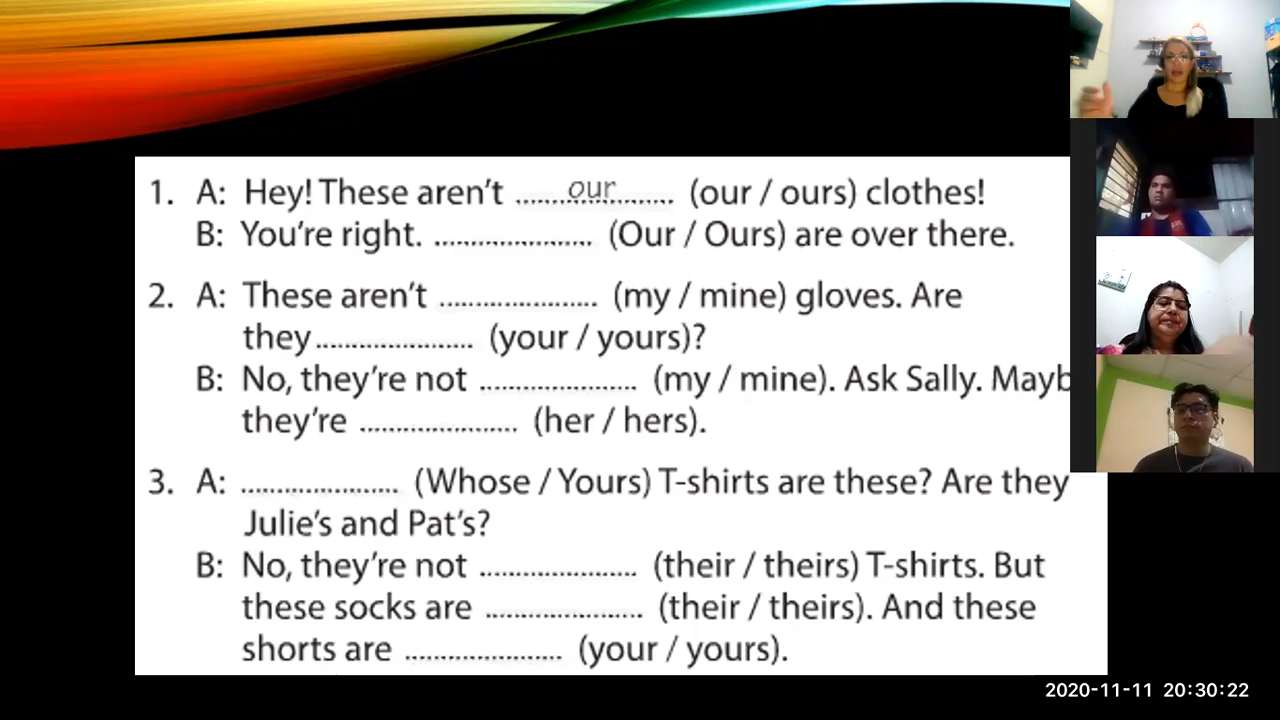 1. A: Hey! These aren't ......our...... (our / ours) clothes!
B: You're right. ...................... (Our / Ours) are over there.
2. A: These aren't ...................... (my / mine) gloves. Are
they...................... (your / yours)?
B: No, they're not ...................... (my / mine). Ask Sally. Mayb
they're ...................... (her / hers).
3. A: ...................... (Whose / Yours) T-shirts are these? Are they
Julie's and Pat's?
B: No, they're not ...................... (their / theirs) T-shirts. But
these socks are ...................... (their / theirs). And these
shorts are ...................... (your / yours).
2020-11-11 20:30:22